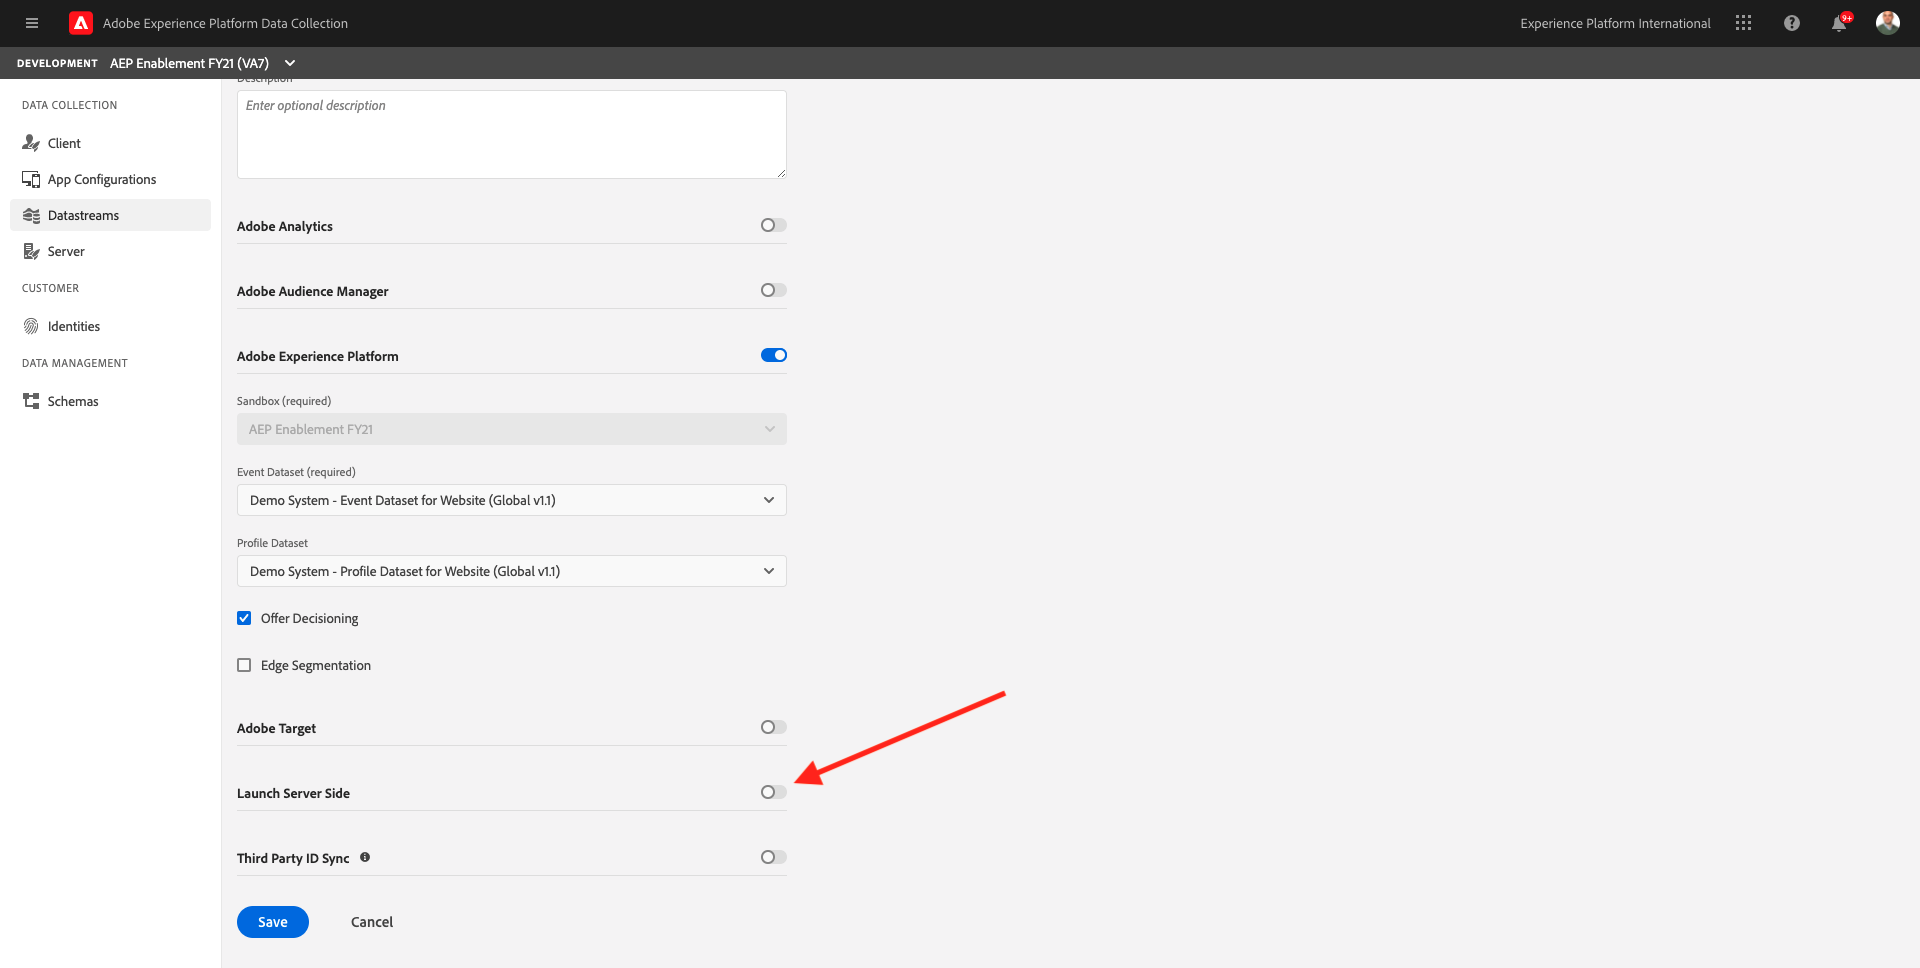 Adobe Experience Platform Data Collection
Experience Platform International
9+
DEVELOPMENT AEP Enablement FY21 (VA7)
DATA COLLECTION
Client
App Configurations
Datastreams
Server
CUSTOMER
Identities
DATA MANAGEMENT
Schemas
Description
Enter optional description
Adobe Analytics
Adobe Audience Manager
Adobe Experience Platform
Sandbox (required)
AEP Enablement FY21
Event Dataset (required)
Demo System - Event Dataset for Website (Global v1.1)
Profile Dataset
Demo System - Profile Dataset for Website (Global v1.1)
Offer Decisioning
Edge Segmentation
Adobe Target
Launch Server Side
Third Party ID Sync
Save
Cancel